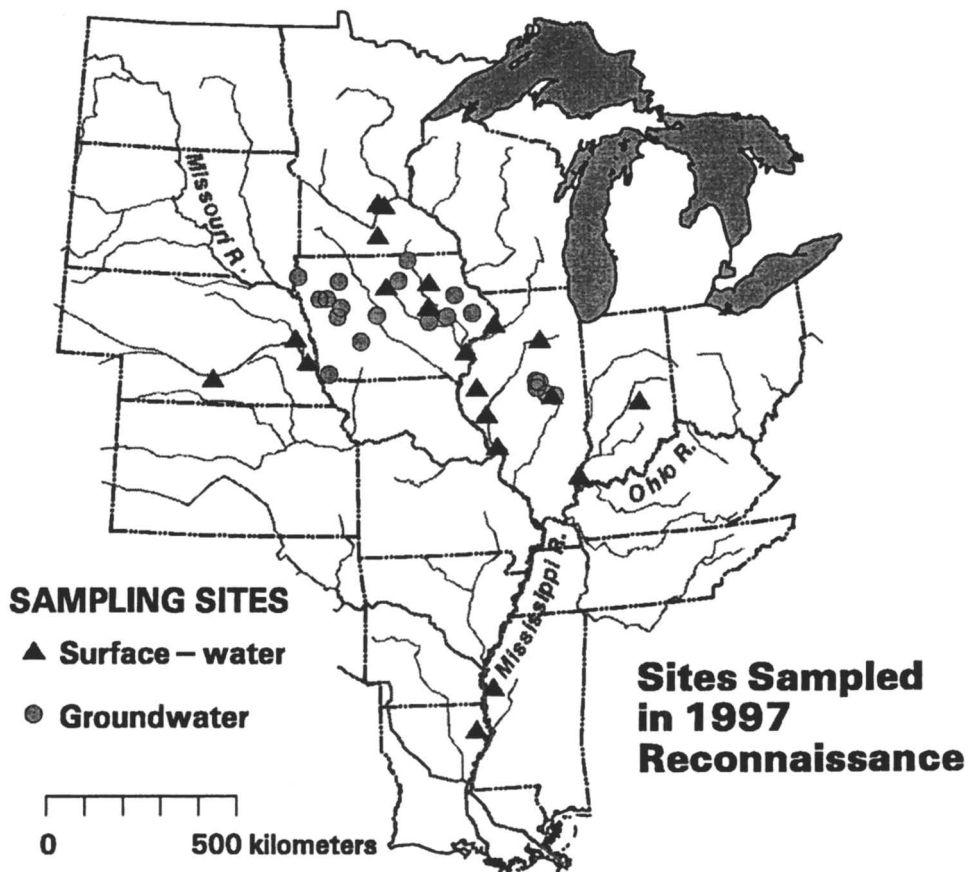 Missouri R.
Ohio R.
Mississippi R.
SAMPLING SITES
Surface – water
Groundwater
Sites Sampled
in 1997
Reconnaissance
0 500 kilometers